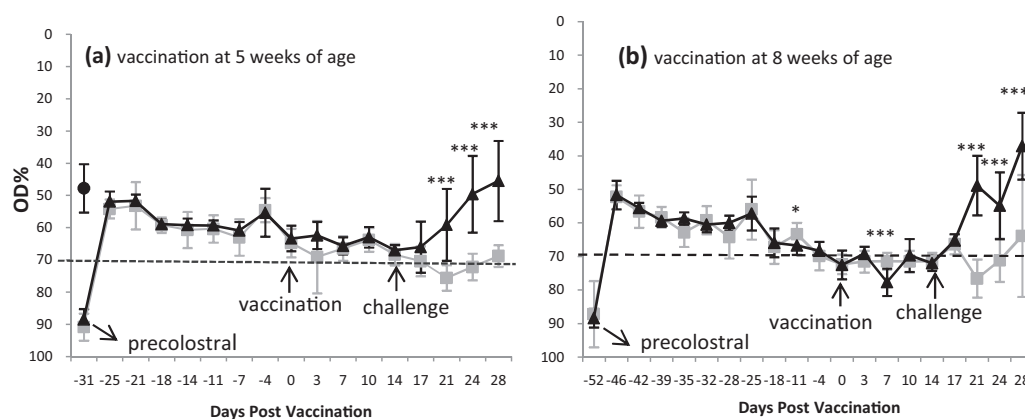 (a) vaccination at 5 weeks of age
OD%
0
10
20
30
40
50
60
70
80
90
100
***
***
***
vaccination
challenge
precolostral
-31 -25 -21 -18 -14 -11 -7 -4 0 3 7 10 14 17 21 24 28
Days Post Vaccination
(b) vaccination at 8 weeks of age
0
10
20
30
40
50
60
70
80
90
100
*
***
***
***
***
vaccination
challenge
precolostral
-52 -46 -42 -39 -35 -32 -28 -25 -18 -11 -4 0 3 7 10 14 17 21 24 28
Days Post Vaccination